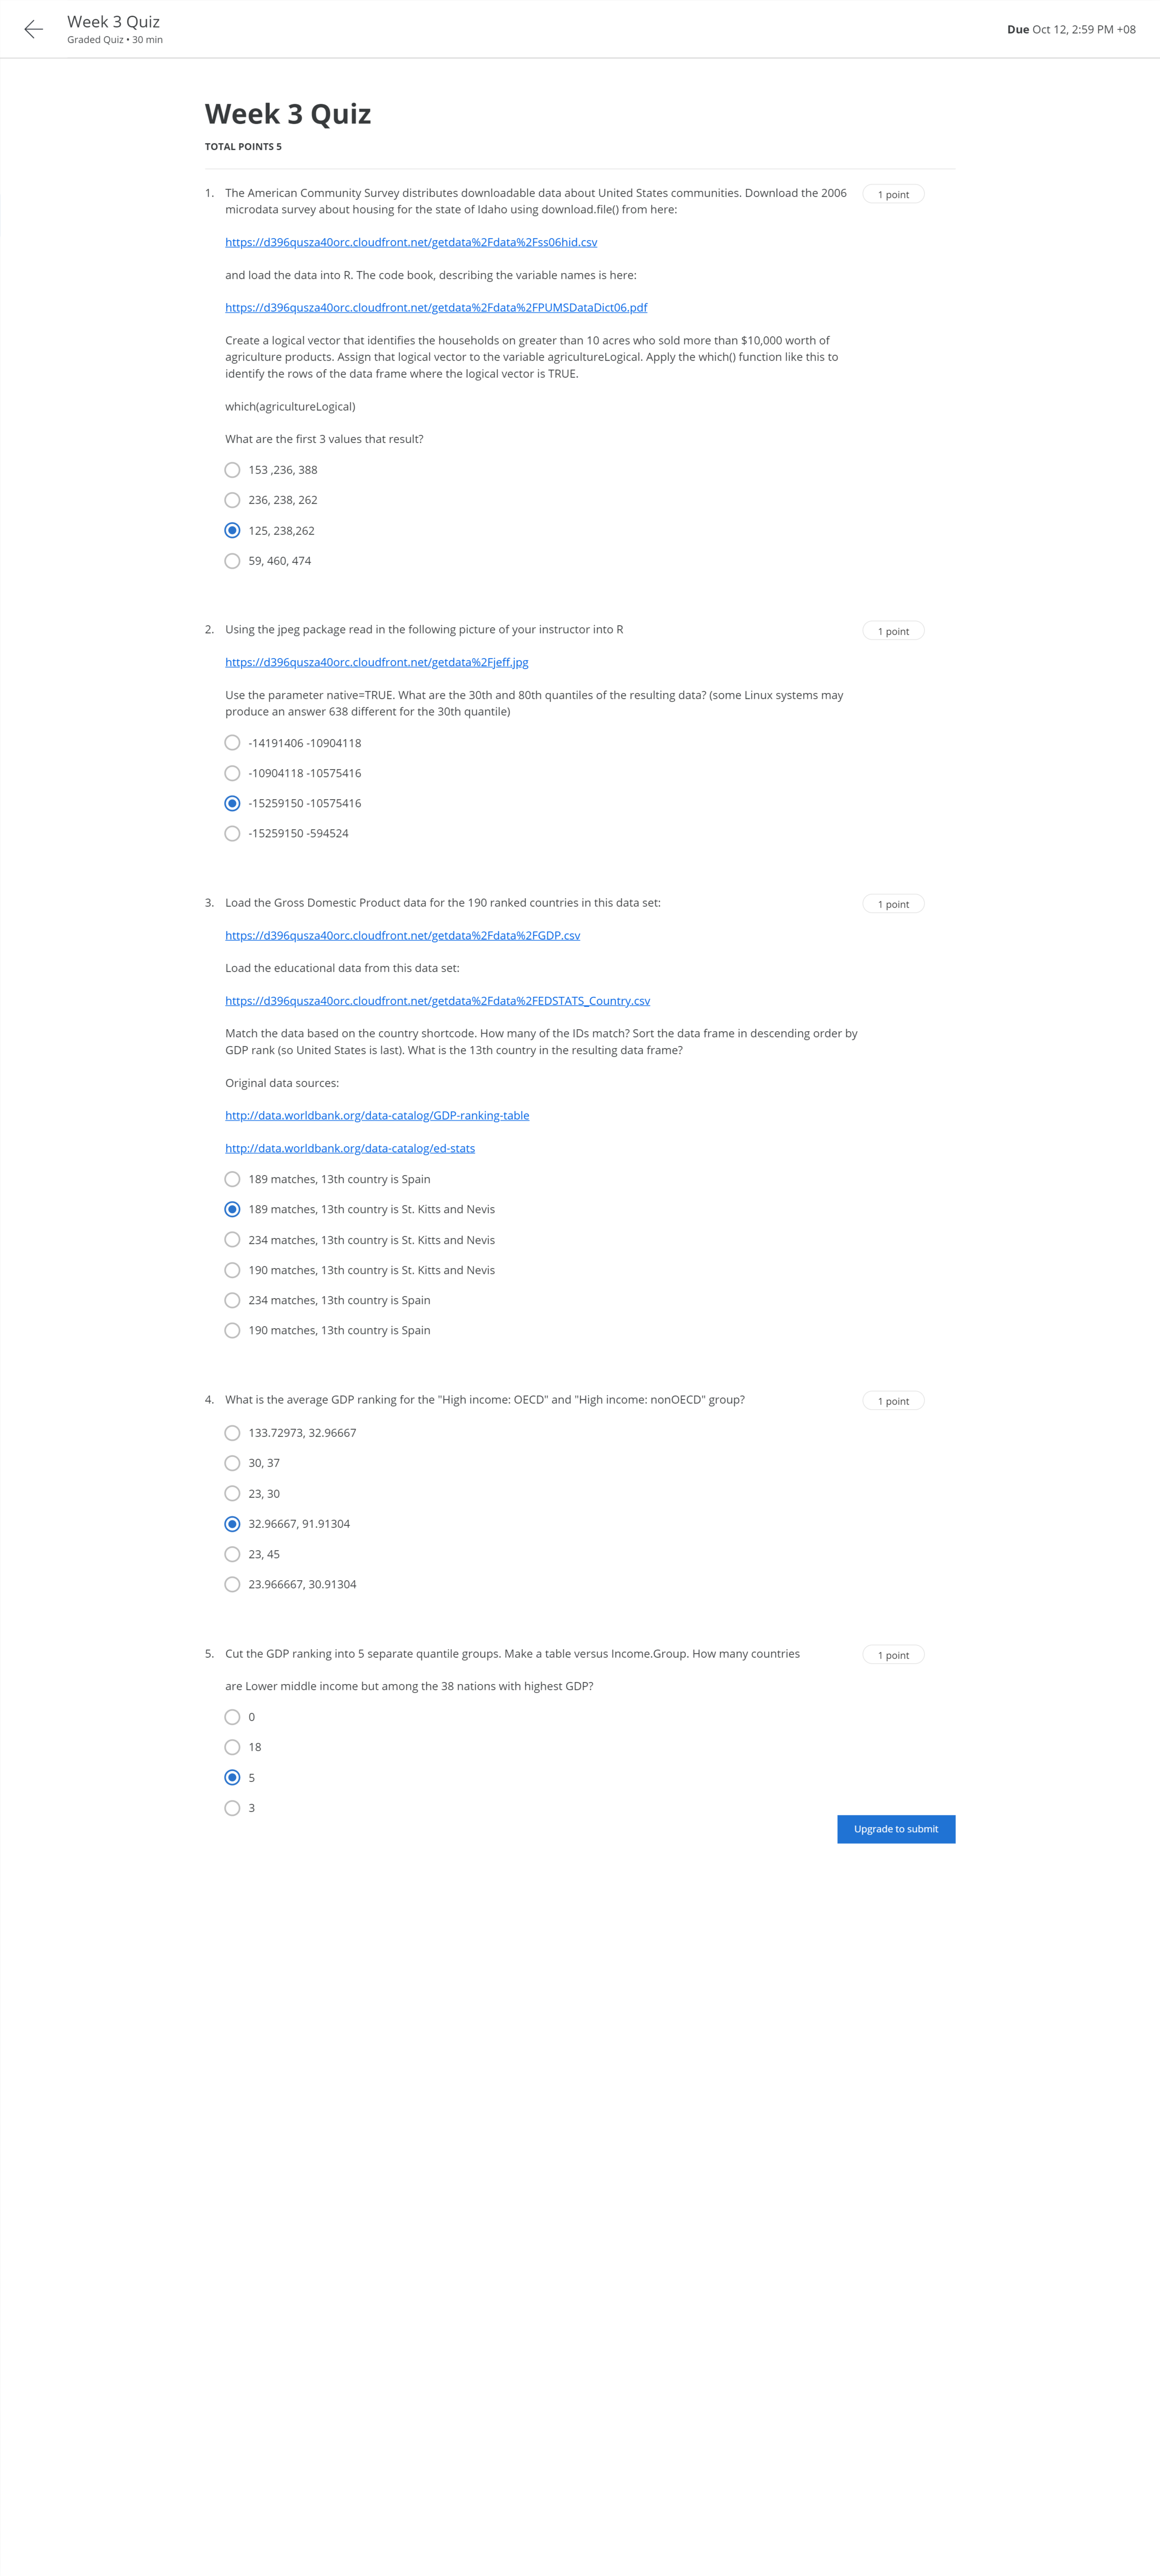 Week 3 Quiz
Graded Quiz • 30 min
Due Oct 12, 2:59 PM +08
Week 3 Quiz
TOTAL POINTS 5
1. The American Community Survey distributes downloadable data about United States communities. Download the 2006
1 point
microdata survey about housing for the state of Idaho using download.file() from here:
https://d396qusza40orc.cloudfront.net/getdata%2Fdata%2Fss06hid.csv
and load the data into R. The code book, describing the variable names is here:
https://d396qusza40orc.cloudfront.net/getdata%2Fdata%2FPUMSDataDict06.pdf
Create a logical vector that identifies the households on greater than 10 acres who sold more than $10,000 worth of
agriculture products. Assign that logical vector to the variable agricultureLogical. Apply the which() function like this to
identify the rows of the data frame where the logical vector is TRUE.
which(agricultureLogical)
What are the first 3 values that result?
153 ,236, 388
236, 238, 262
125, 238,262
59, 460, 474
2. Using the jpeg package read in the following picture of your instructor into R
1 point
https://d396qusza40orc.cloudfront.net/getdata%2Fjeff.jpg
Use the parameter native=TRUE. What are the 30th and 80th quantiles of the resulting data? (some Linux systems may
produce an answer 638 different for the 30th quantile)
-14191406 -10904118
-10904118 -10575416
-15259150 -10575416
-15259150 -594524
3. Load the Gross Domestic Product data for the 190 ranked countries in this data set:
1 point
https://d396qusza40orc.cloudfront.net/getdata%2Fdata%2FGDP.csv
Load the educational data from this data set:
https://d396qusza40orc.cloudfront.net/getdata%2Fdata%2FEDSTATS_Country.csv
Match the data based on the country shortcode. How many of the IDs match? Sort the data frame in descending order by
GDP rank (so United States is last). What is the 13th country in the resulting data frame?
Original data sources:
http://data.worldbank.org/data-catalog/GDP-ranking-table
http://data.worldbank.org/data-catalog/ed-stats
189 matches, 13th country is Spain
189 matches, 13th country is St. Kitts and Nevis
234 matches, 13th country is St. Kitts and Nevis
190 matches, 13th country is St. Kitts and Nevis
234 matches, 13th country is Spain
190 matches, 13th country is Spain
4. What is the average GDP ranking for the "High income: OECD" and "High income: nonOECD" group?
1 point
133.72973, 32.96667
30, 37
23, 30
32.96667, 91.91304
23, 45
23.966667, 30.91304
5. Cut the GDP ranking into 5 separate quantile groups. Make a table versus Income.Group. How many countries
1 point
are Lower middle income but among the 38 nations with highest GDP?
0
18
5
3
Upgrade to submit